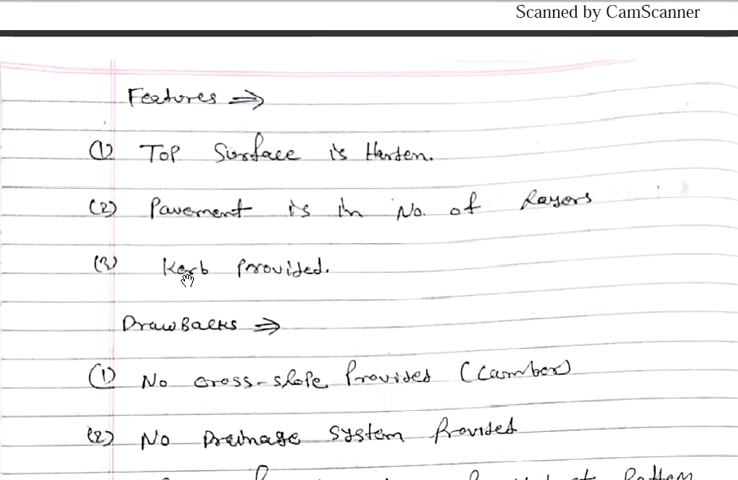 Scanned by CamScanner
Features ⇒
(1) Top Surface is Harden.
(2) Pavement is in No. of Layers
(3) Kerb provided.
DrawBacks ⇒
(1) No cross-slope Provided (Camber)
(2) No Drainage System Provided